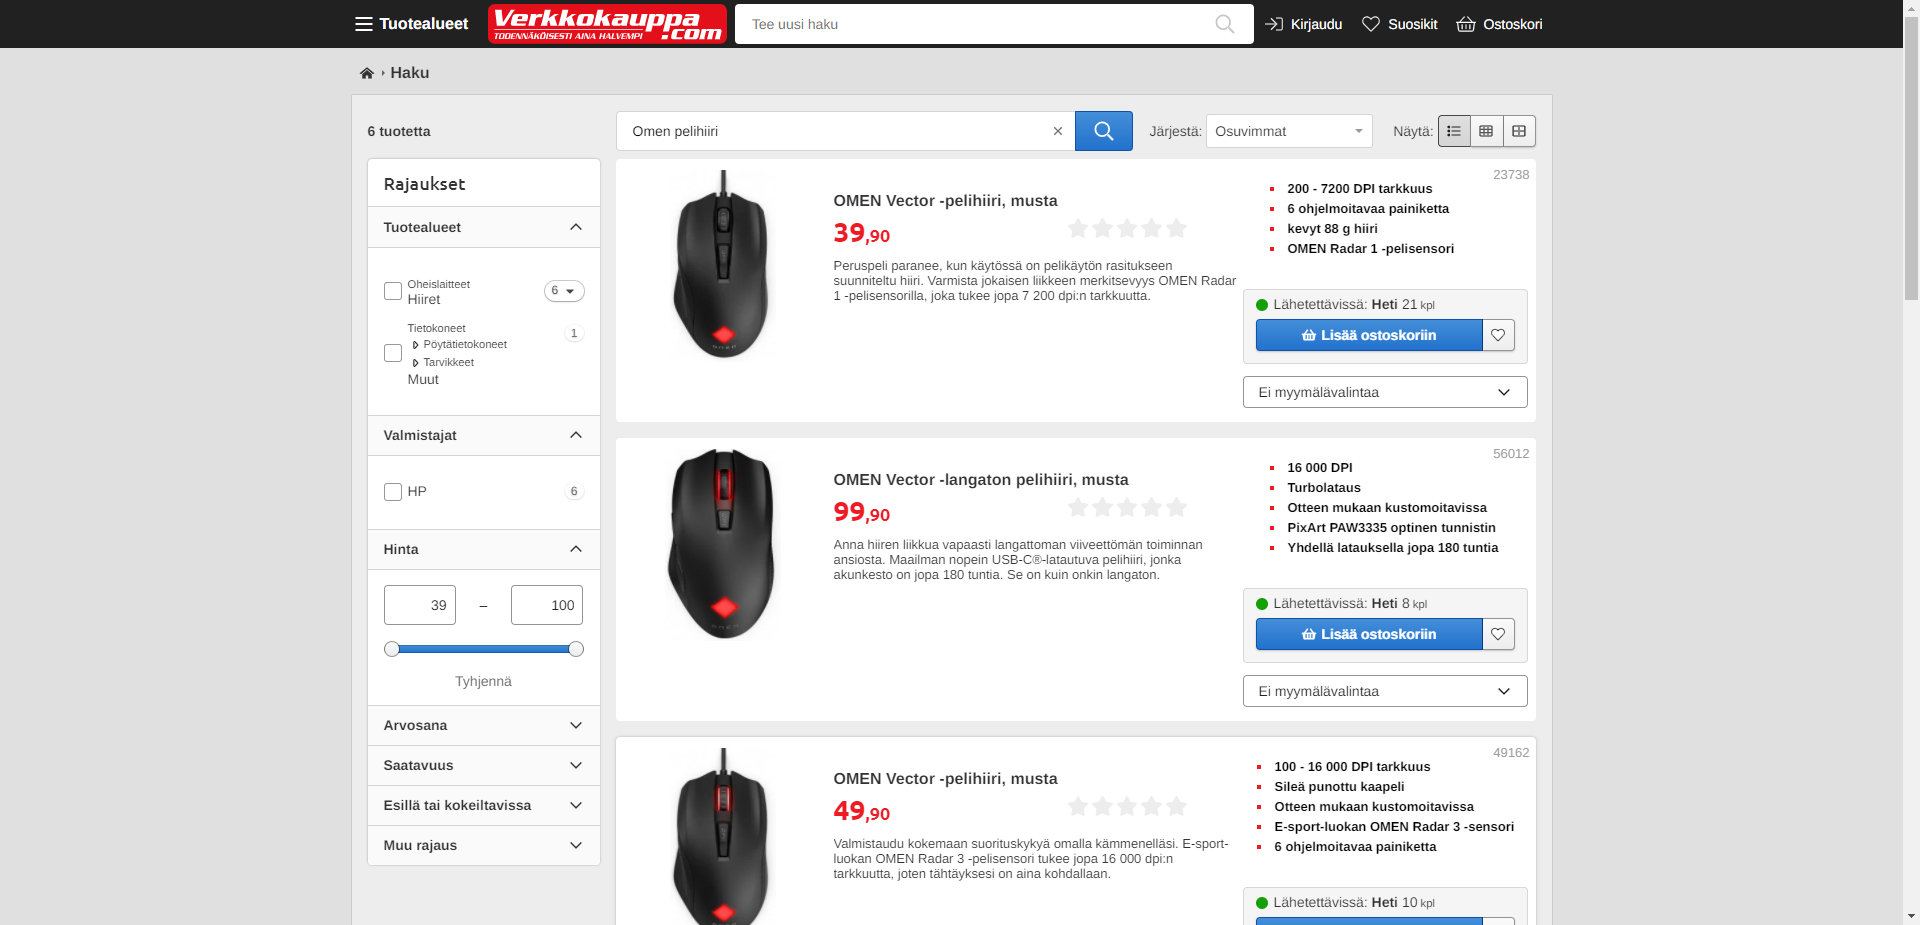 Tuotealueet
Verkkokauppa.com
TODENNÄKÖISESTI AINA HALVEMPI
Tee uusi haku
Kirjaudu
Suosikit
Ostoskori
Haku
6 tuotetta
Omen pelihiiri
Järjestä:
Osuvimmat
Näytä:
Rajaukset
Tuotealueet
Oheislaitteet
Hiiret
6
Tietokoneet
Pöytätietokoneet
Tarvikkeet
Muut
1
Valmistajat
HP
6
Hinta
39
–
100
Tyhjennä
Arvosana
Saatavuus
Esillä tai kokeiltavissa
Muu rajaus
OMEN Vector -pelihiiri, musta
39,90
Peruspeli paranee, kun käytössä on pelikäytön rasitukseen
suunniteltu hiiri. Varmista jokaisen liikkeen merkitsevyys OMEN Radar
1 -pelisensorilla, joka tukee jopa 7 200 dpi:n tarkkuutta.
23738
200 - 7200 DPI tarkkuus
6 ohjelmoitavaa painiketta
kevyt 88 g hiiri
OMEN Radar 1 -pelisensori
Lähetettävissä: Heti 21 kpl
Lisää ostoskoriin
Ei myymälävalintaa
OMEN Vector -langaton pelihiiri, musta
99,90
Anna hiiren liikkua vapaasti langattoman viiveettömän toiminnan
ansiosta. Maailman nopein USB-C®-latautuva pelihiiri, jonka
akunkesto on jopa 180 tuntia. Se on kuin onkin langaton.
56012
16 000 DPI
Turbolataus
Otteen mukaan kustomoitavissa
PixArt PAW3335 optinen tunnistin
Yhdellä latauksella jopa 180 tuntia
Lähetettävissä: Heti 8 kpl
Lisää ostoskoriin
Ei myymälävalintaa
OMEN Vector -pelihiiri, musta
49,90
Valmistaudu kokemaan suorituskykyä omalla kämmenelläsi. E-sport-
luokan OMEN Radar 3 -pelisensori tukee jopa 16 000 dpi:n
tarkkuutta, joten tähtäyksesi on aina kohdallaan.
49162
100 - 16 000 DPI tarkkuus
Sileä punottu kaapeli
Otteen mukaan kustomoitavissa
E-sport-luokan OMEN Radar 3 -sensori
6 ohjelmoitavaa painiketta
Lähetettävissä: Heti 10 kpl